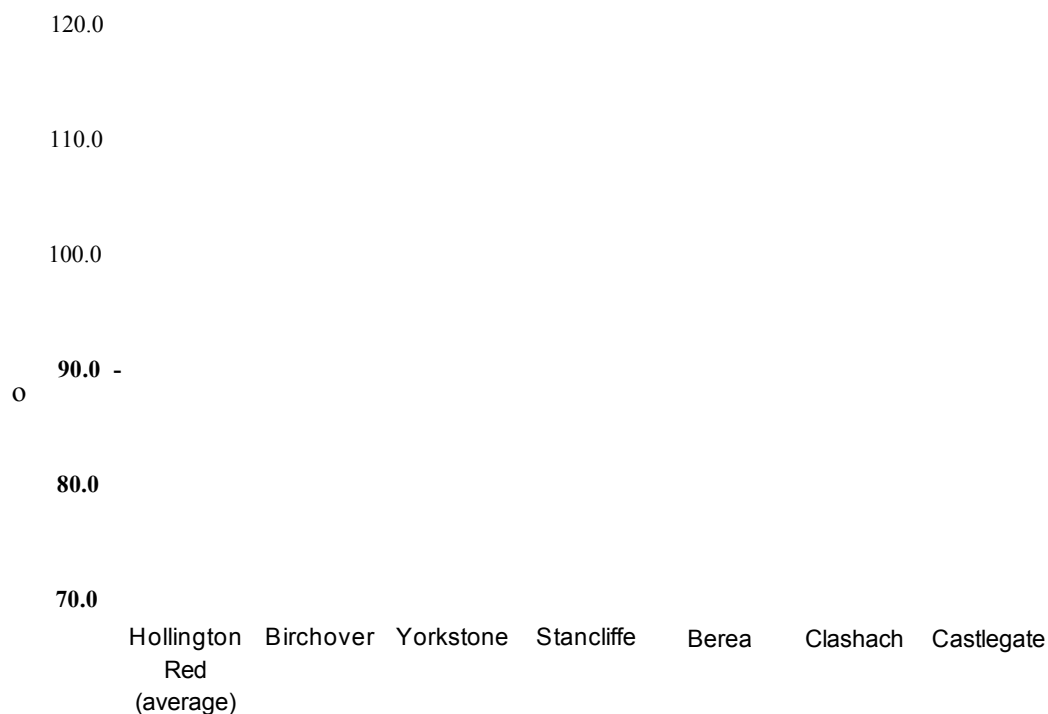 120.0
110.0
100.0
90.0 -
o
80.0
70.0
Hollington Birchover Yorkstone Stancliffe Berea Clashach Castlegate
Red
(average)